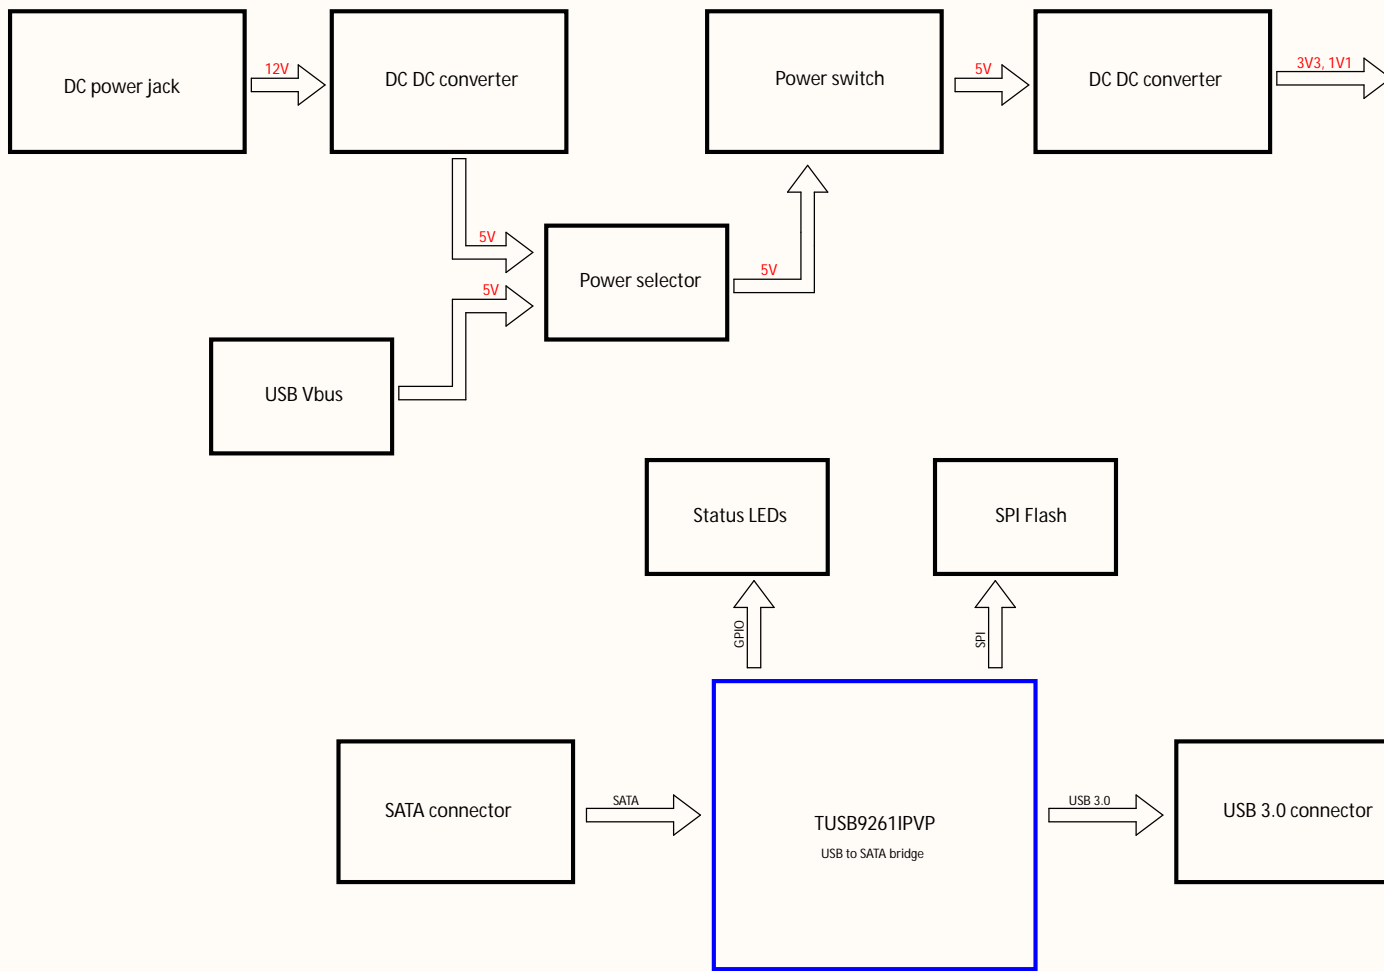 DC power jack
12V
DC DC converter
Power switch
5V
DC DC converter
3V3, 1V1
5V
5V
Power selector
5V
USB Vbus
Status LEDs
SPI Flash
GPIO
SPI
SATA connector
SATA
TUSB9261IPVP
USB to SATA bridge
USB 3.0
USB 3.0 connector